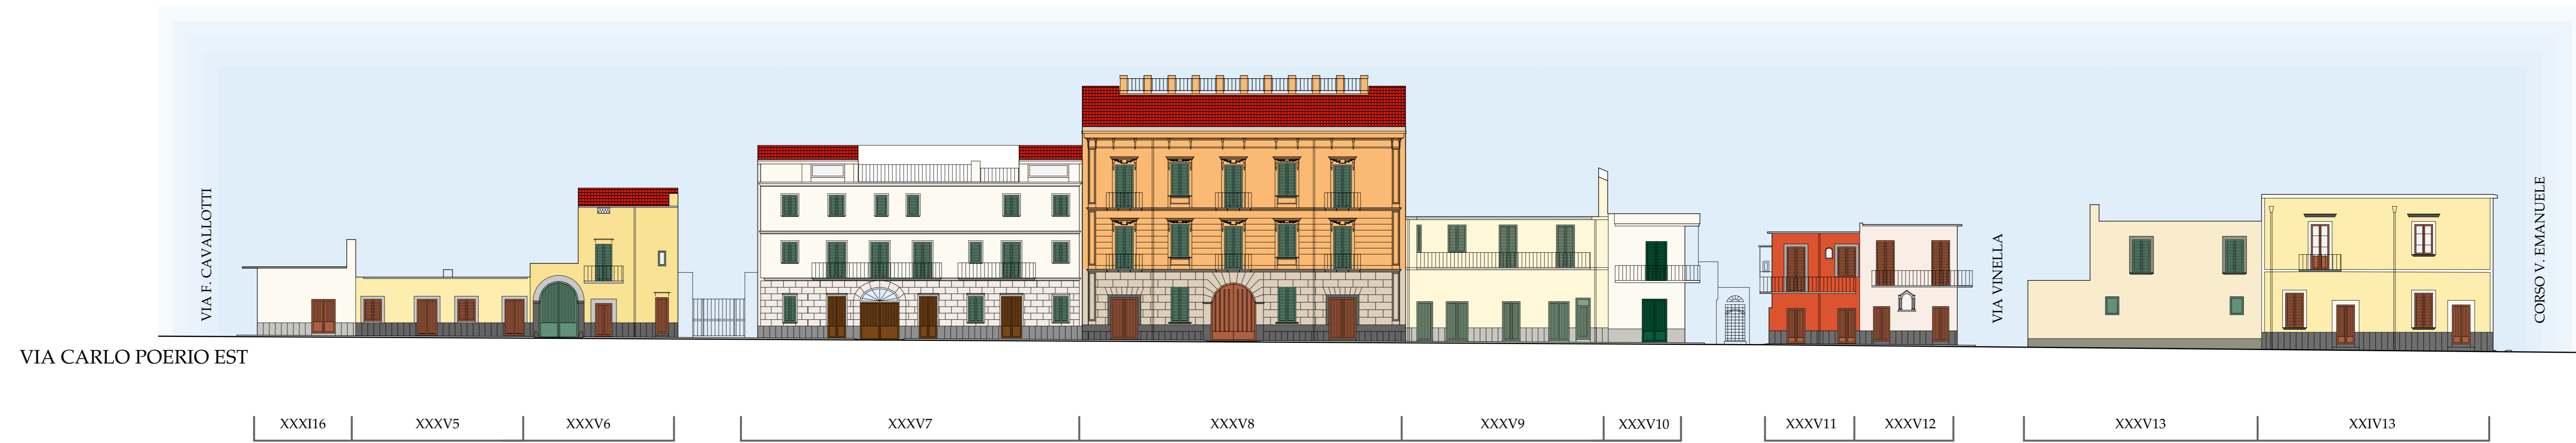 VIA F. CAVALLOTTI
VIA VINELLA
CORSO V. EMANUELE
VIA CARLO POERIO EST
XXXI16
XXXV5
XXXV6
XXXV7
XXXV8
XXXV9
XXXV10
XXXV11
XXXV12
XXXV13
XXIV13